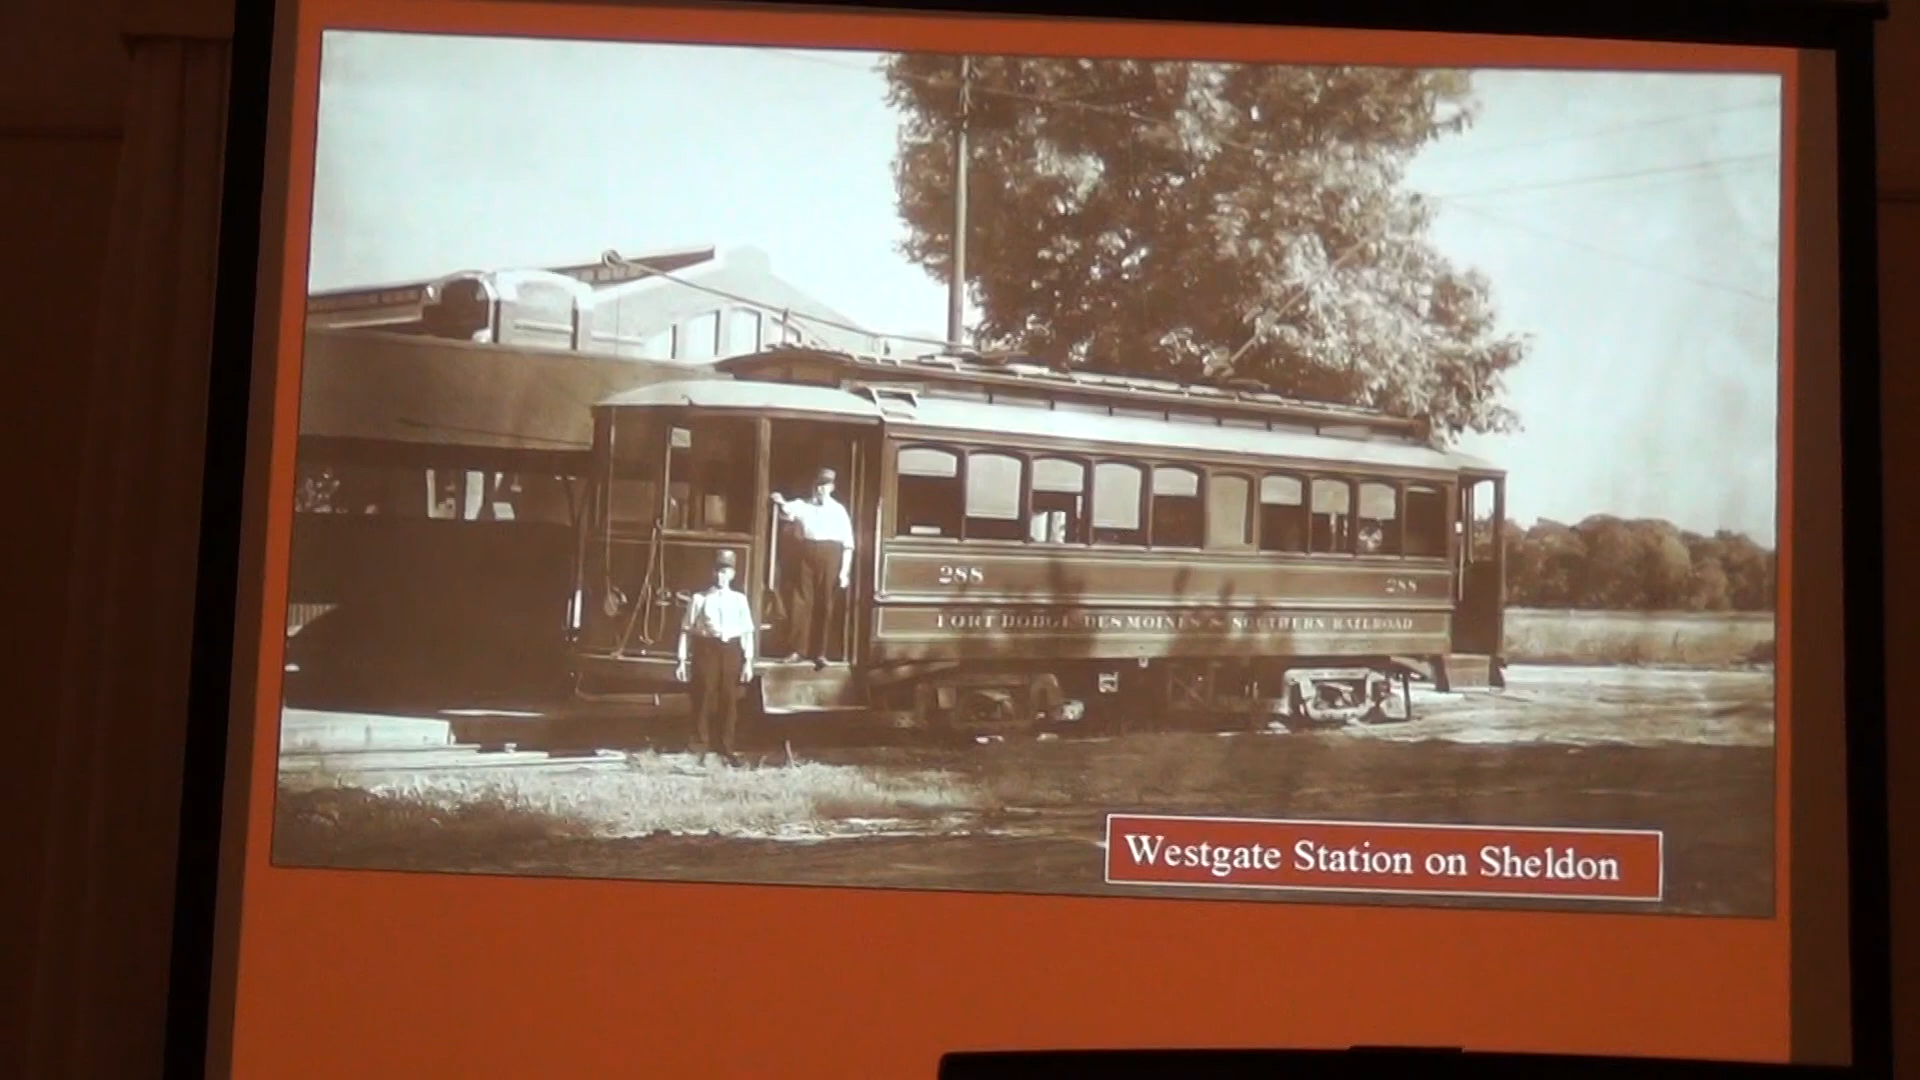 288
288
FORT DODGE DES MOINES & SOUTHERN RAILROAD
Westgate Station on Sheldon